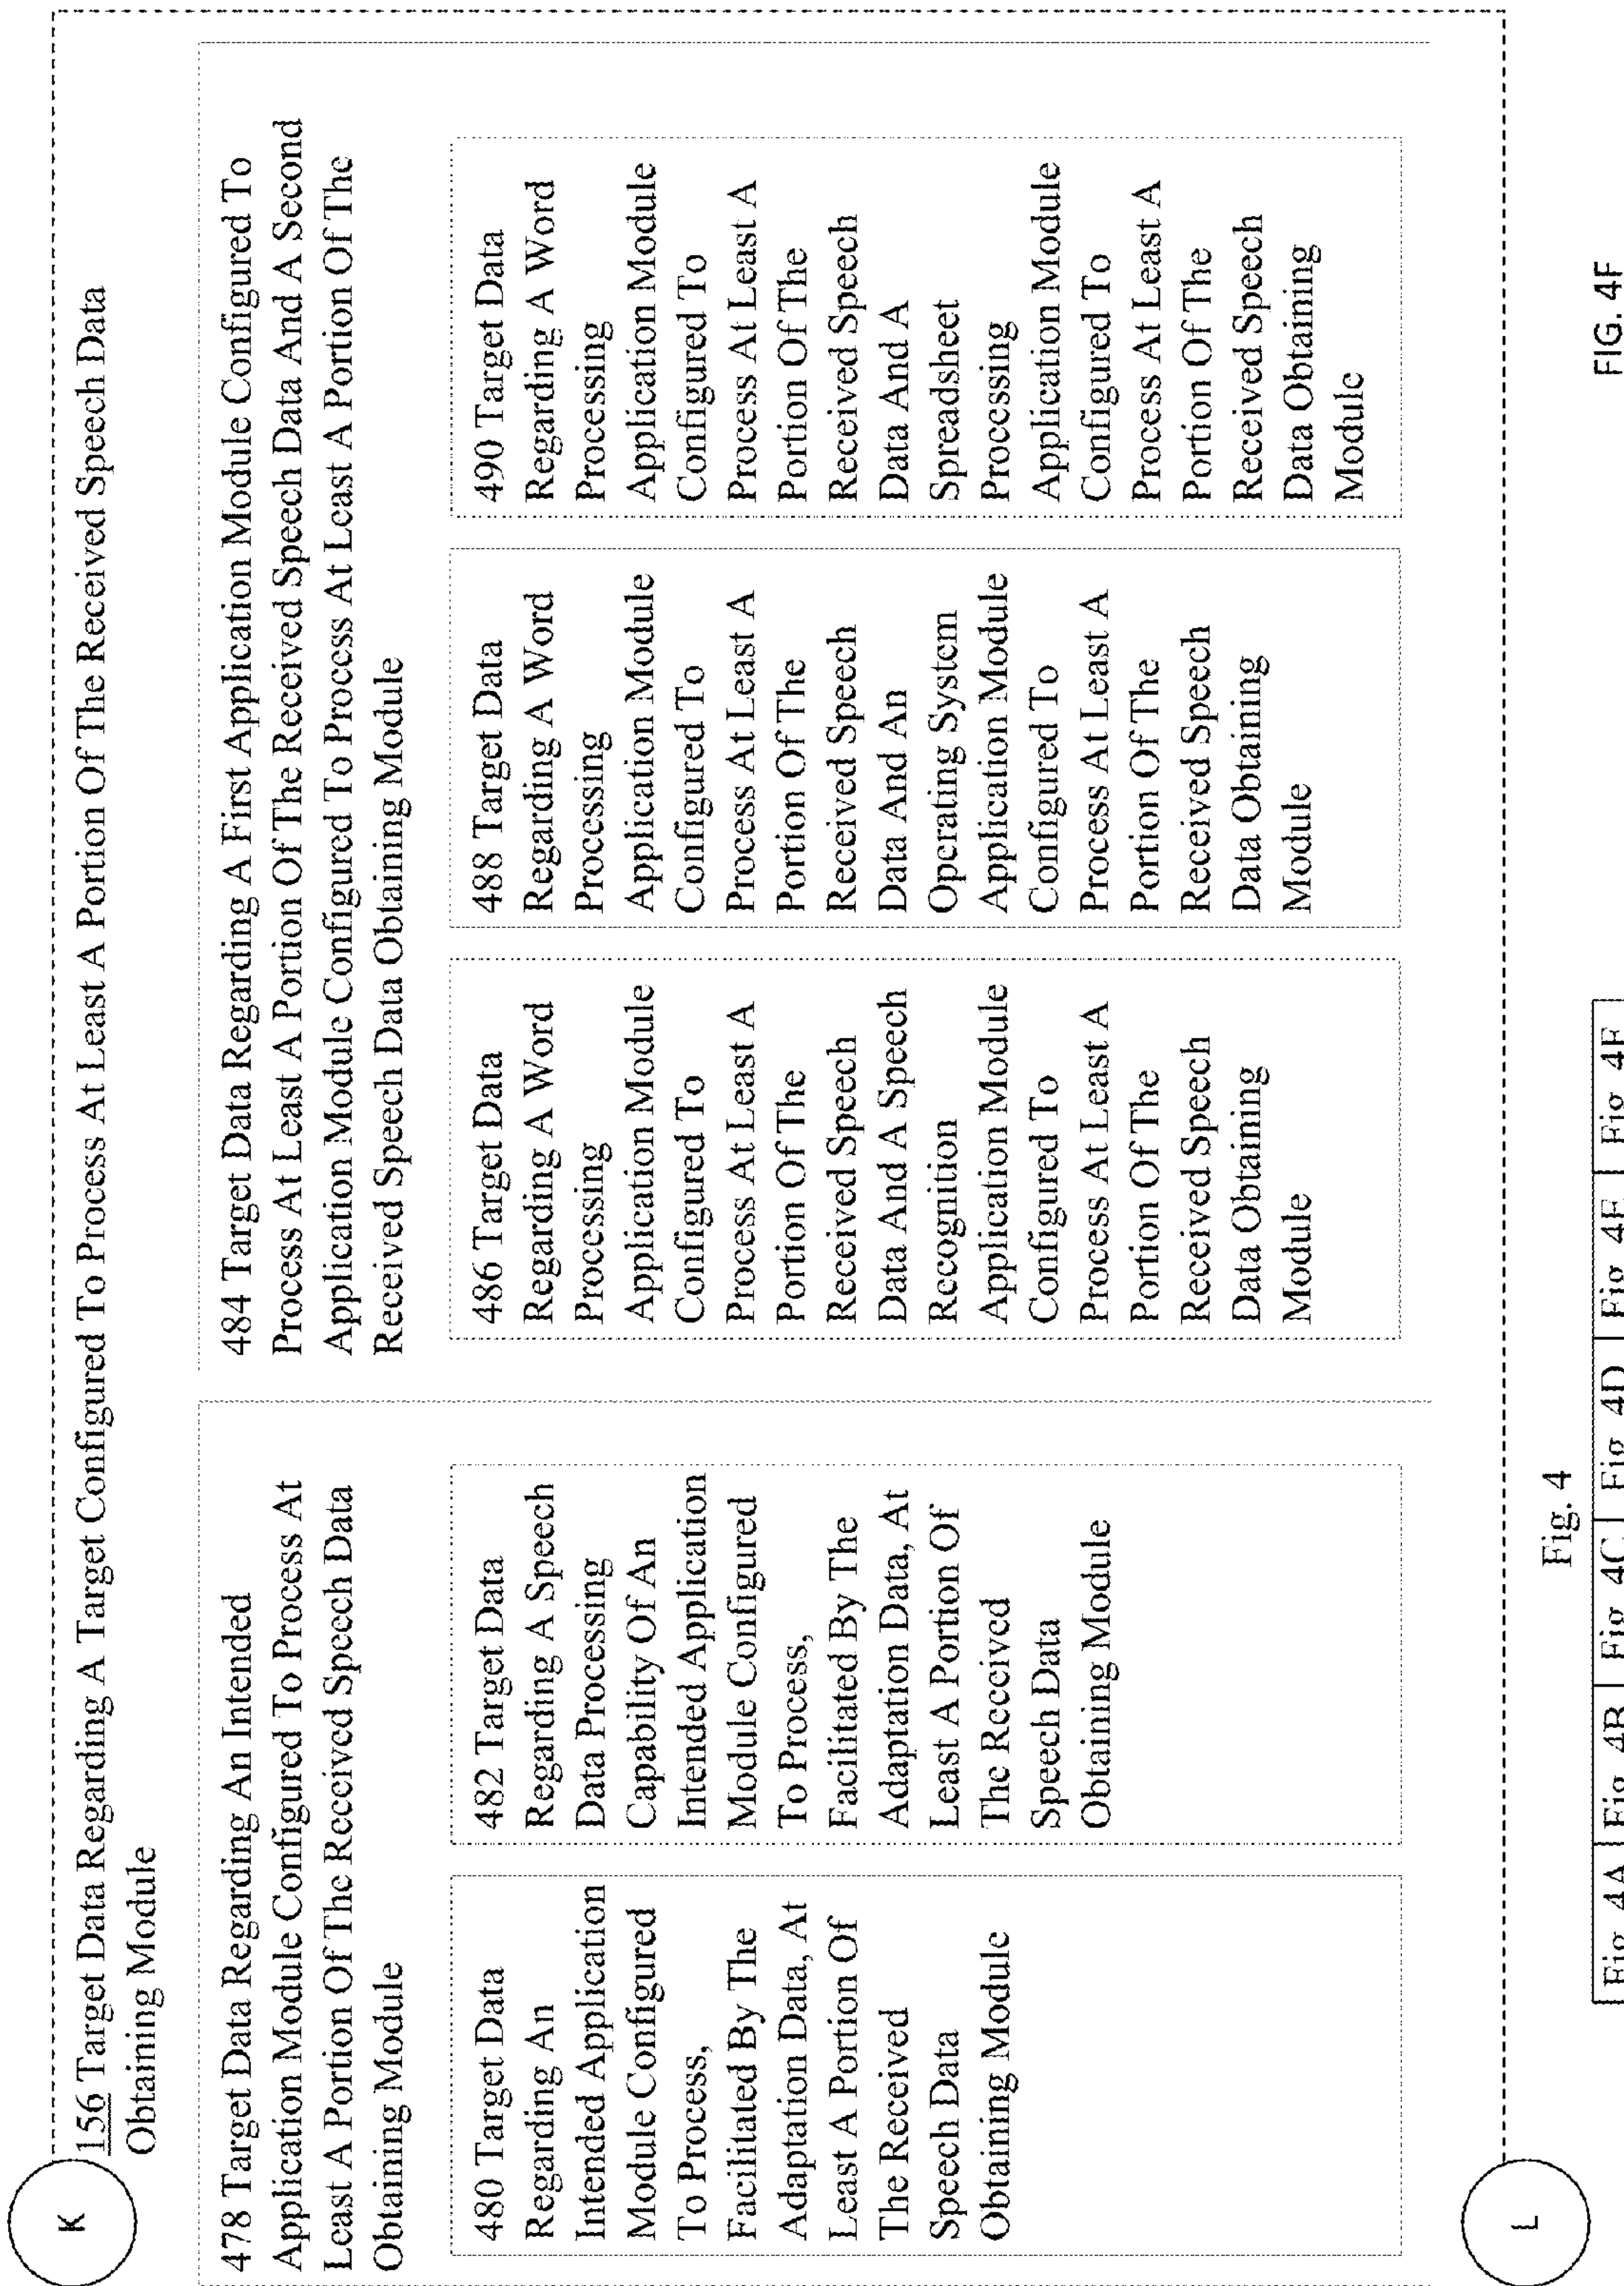 K
156 Target Data Regarding A Target Configured To Process At Least A Portion Of The Received Speech Data
Obtaining Module
478 Target Data Regarding An Intended
Application Module Configured To Process At
Least A Portion Of The Received Speech Data
Obtaining Module
480 Target Data
Regarding An
Intended Application
Module Configured
To Process,
Facilitated By The
Adaptation Data, At
Least A Portion Of
The Received
Speech Data
Obtaining Module
482 Target Data
Regarding A Speech
Data Processing
Capability Of An
Intended Application
Module Configured
To Process,
Facilitated By The
Adaptation Data, At
Least A Portion Of
The Received
Speech Data
Obtaining Module
484 Target Data Regarding A First Application Module Configured To
Process At Least A Portion Of The Received Speech Data And A Second
Application Module Configured To Process At Least A Portion Of The
Received Speech Data Obtaining Module
486 Target Data
Regarding A Word
Processing
Application Module
Configured To
Process At Least A
Portion Of The
Received Speech
Data And A Speech
Recognition
Application Module
Configured To
Process At Least A
Portion Of The
Received Speech
Data Obtaining
Module
488 Target Data
Regarding A Word
Processing
Application Module
Configured To
Process At Least A
Portion Of The
Received Speech
Data And An
Operating System
Application Module
Configured To
Process At Least A
Portion Of The
Received Speech
Data Obtaining
Module
490 Target Data
Regarding A Word
Processing
Application Module
Configured To
Process At Least A
Portion Of The
Received Speech
Data And A
Spreadsheet
Processing
Application Module
Configured To
Process At Least A
Portion Of The
Received Speech
Data Obtaining
Module
L
Fig. 4
Fig. 4A Fig. 4B Fig. 4C Fig. 4D Fig. 4E Fig. 4F
FIG. 4F